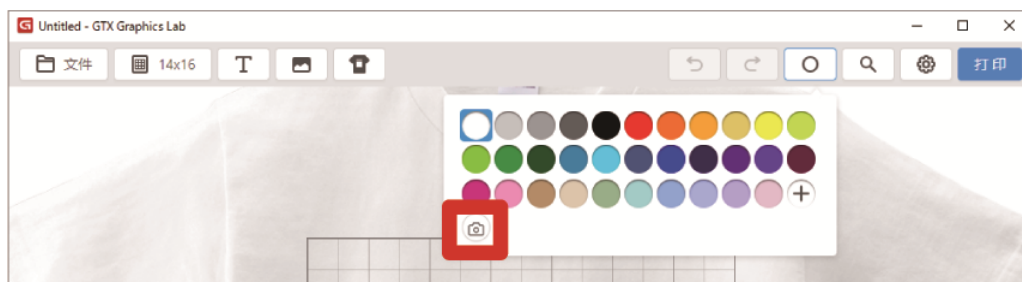 Untitled - GTX Graphics Lab
文件
14x16
T
打印